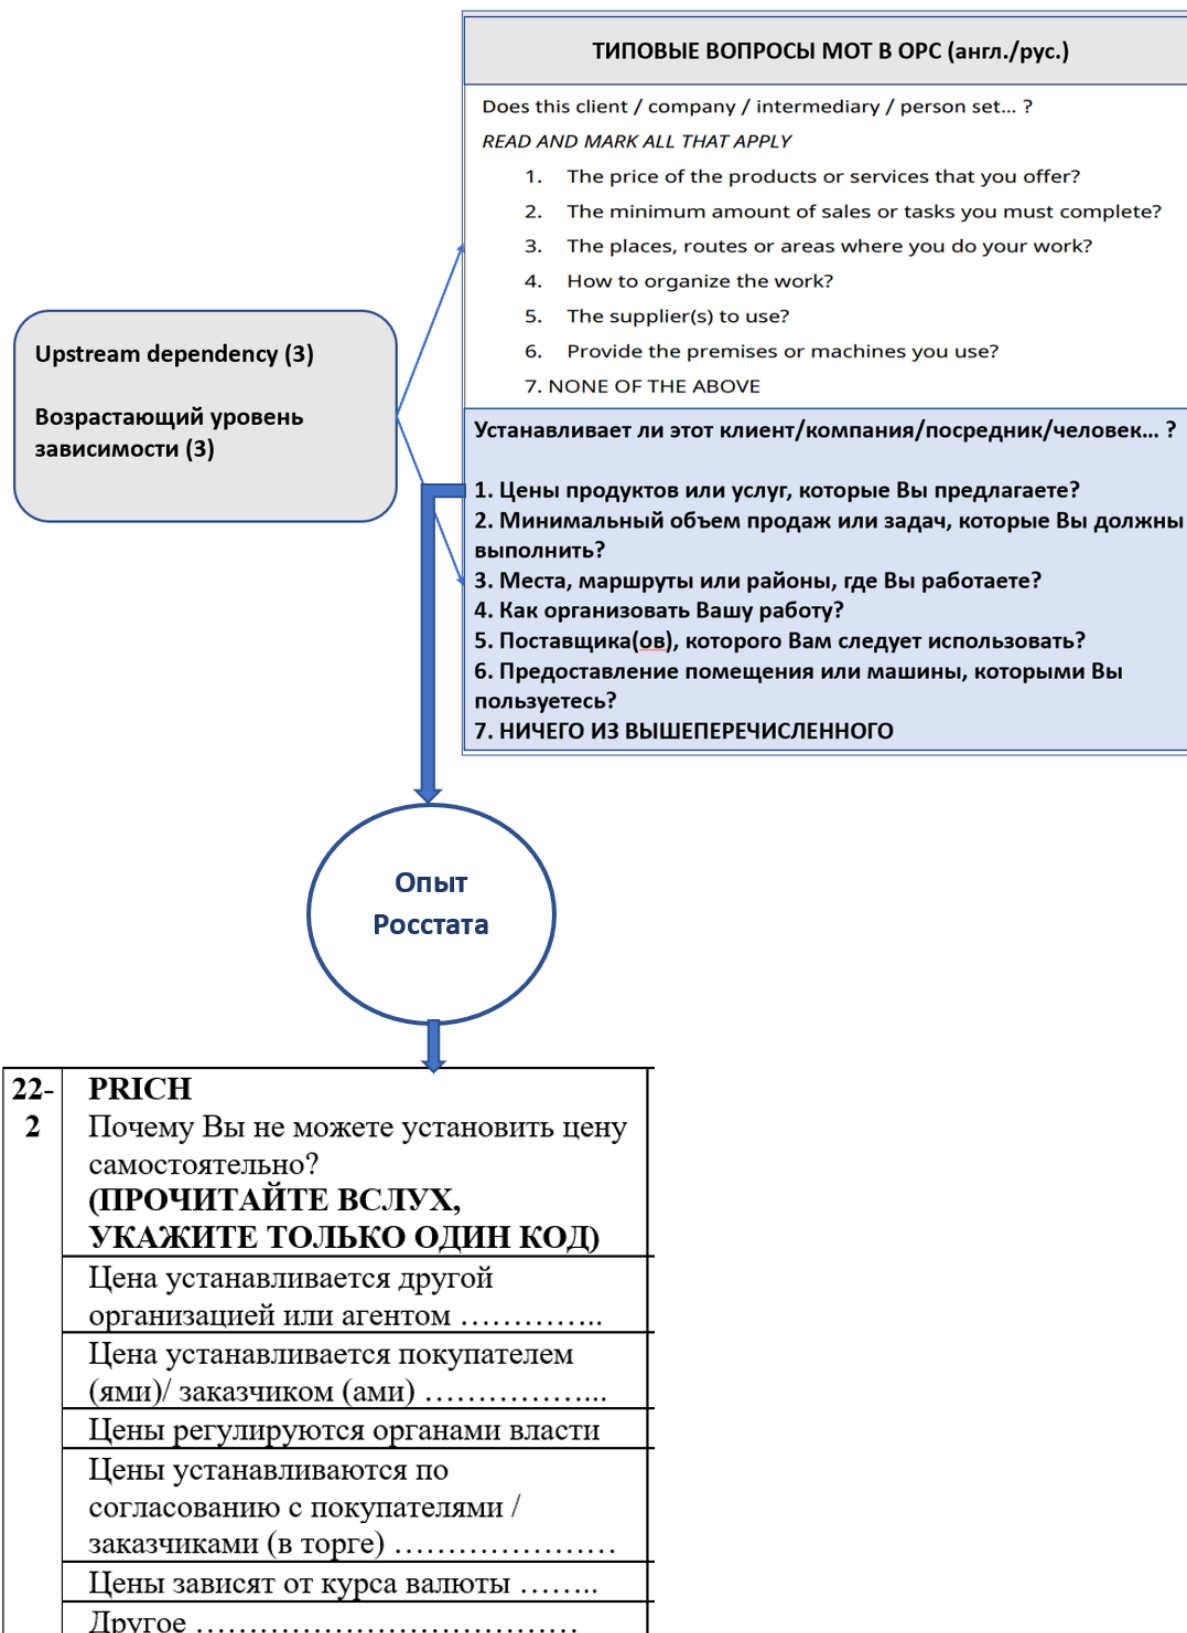 ТИПОВЫЕ ВОПРОСЫ МОТ В ОРС (англ./рус.)
Does this client / company / intermediary / person set... ?
READ AND MARK ALL THAT APPLY
1. The price of the products or services that you offer?
2. The minimum amount of sales or tasks you must complete?
3. The places, routes or areas where you do your work?
4. How to organize the work?
5. The supplier(s) to use?
6. Provide the premises or machines you use?
7. NONE OF THE ABOVE
Upstream dependency (3)
Возрастающий уровень
зависимости (3)
Устанавливает ли этот клиент/компания/посредник/человек... ?
1. Цены продуктов или услуг, которые Вы предлагаете?
2. Минимальный объем продаж или задач, которые Вы должны
выполнить?
3. Места, маршруты или районы, где Вы работаете?
4. Как организовать Вашу работу?
5. Поставщика(ов), которого Вам следует использовать?
6. Предоставление помещения или машины, которыми Вы
пользуетесь?
7. НИЧЕГО ИЗ ВЫШЕПЕРЕЧИСЛЕННОГО
Опыт
Росстата
22- PRICH
2 Почему Вы не можете установить цену
самостоятельно?
(ПРОЧИТАЙТЕ ВСЛУХ,
УКАЖИТЕ ТОЛЬКО ОДИН КОД)
Цена устанавливается другой
организацией или агентом …………..
Цена устанавливается покупателем
(ями)/ заказчиком (ами) ………………...
Цены регулируются органами власти
Цены устанавливаются по
согласованию с покупателями /
заказчиками (в торге) …………………
Цены зависят от курса валюты ……..
Другое ………………………………